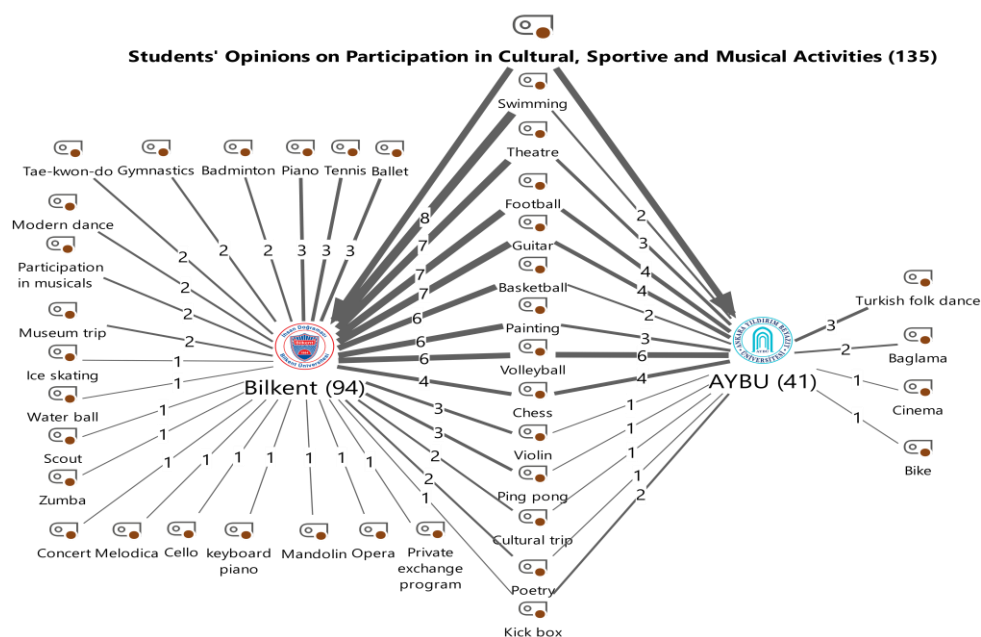 Students' Opinions on Participation in Cultural, Sportive and Musical Activities (135)
Swimming
Theatre
Football
Guitar
Basketball
Painting
Volleyball
Chess
Violin
Ping pong
Cultural trip
Poetry
Kick box
Tae-kwon-do
Gymnastics
Badminton
Piano
Tennis
Ballet
Modern dance
Participation
in musicals
Museum trip
Ice skating
Water ball
Scout
Zumba
Concert
Melodica
Cello
keyboard
piano
Mandolin
Opera
Private
exchange
program
2
2
2
3
3
3
2
2
2
1
1
1
1
1
1
1
1
1
1
1
8
7
7
7
6
6
6
4
3
3
2
2
1
Bilkent (94)
2
3
4
4
2
3
6
4
1
1
1
1
2
AYBU (41)
3
2
1
1
Turkish folk dance
Baglama
Cinema
Bike